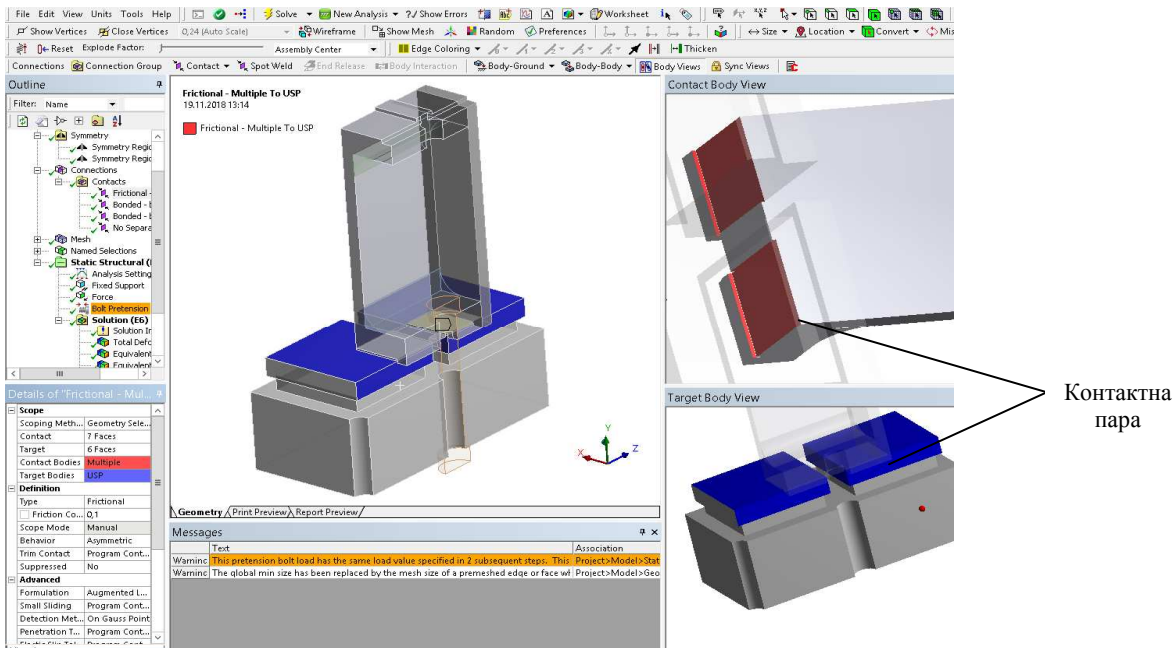 File Edit View Units Tools Help Solve New Analysis ?/ Show Errors Worksheet
Show Vertices Close Vertices 0,24 (Auto Scale) Wireframe Show Mesh Random Preferences Size Location Convert Mis
Reset Explode Factor: Assembly Center Edge Coloring Thicken
Connections Connection Group Contact Spot Weld End Release Body Interaction Body-Ground Body-Body Body Views Sync Views
Outline
Filter: Name
Symmetry
Symmetry Regic
Symmetry Regic
Connections
Contacts
Frictional -
Bonded - b
Bonded - b
No Separa
Mesh
Named Selections
Static Structural (
Analysis Setting
Fixed Support
Force
Bolt Pretension
Solution (E6)
Solution In
Total Defo
Equivalent
Equivalent
Details of "Frictional - Mul...
Scope
Scoping Meth... Geometry Sele...
Contact 7 Faces
Target 6 Faces
Contact Bodies Multiple
Target Bodies USP
Definition
Type Frictional
Friction Co... 0,1
Scope Mode Manual
Behavior Asymmetric
Trim Contact Program Cont...
Suppressed No
Advanced
Formulation Augmented L...
Small Sliding Program Cont...
Detection Met... On Gauss Point
Penetration T... Program Cont...
Frictional - Multiple To USP
19.11.2018 13:14
Frictional - Multiple To USP
X Y Z
Geometry Print Preview Report Preview
Messages
Text Association
Warninc This pretension bolt load has the same load value specified in 2 subsequent steps. This Project>Model>Stat
Warninc The global min size has been replaced by the mesh size of a premeshed edge or face wh Project>Model>Geo
Contact Body View
Target Body View
Контактна
пара